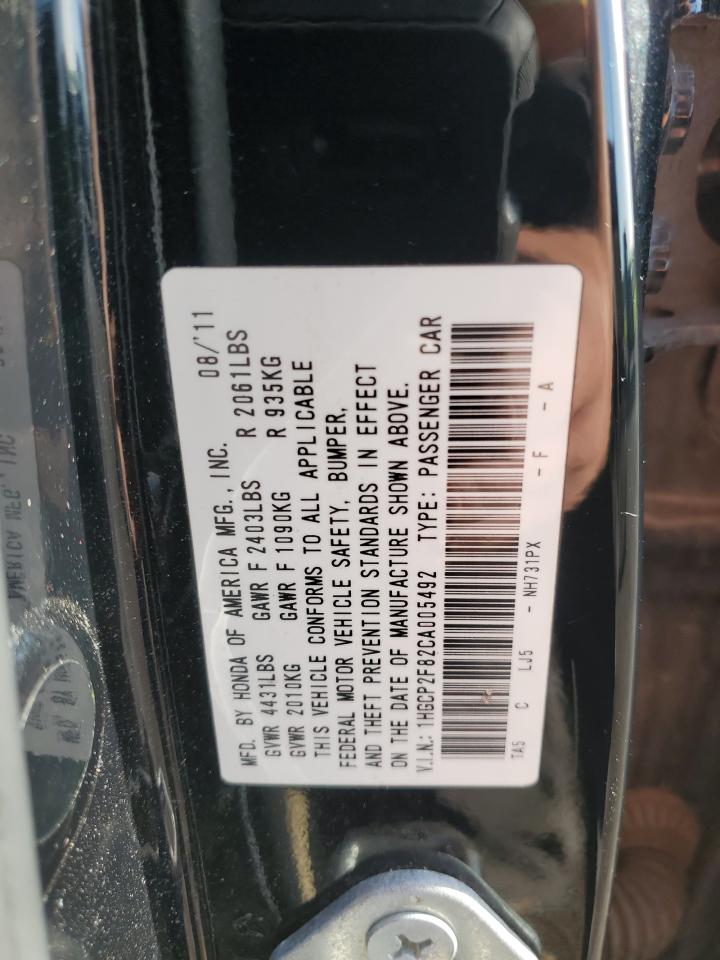 MFD. BY HONDA OF AMERICA MFG., INC. 08/'11
GVWR 4431LBS GAWR F 2403LBS R 2061LBS
GVWR 2010KG GAWR F 1090KG R 935KG
THIS VEHICLE CONFORMS TO ALL APPLICABLE
FEDERAL MOTOR VEHICLE SAFETY, BUMPER,
AND THEFT PREVENTION STANDARDS IN EFFECT
ON THE DATE OF MANUFACTURE SHOWN ABOVE.
V.I.N.: 1HGCP2F82CA005492 TYPE: PASSENGER CAR
TA5 C LJ5 - NH731PX - F - A